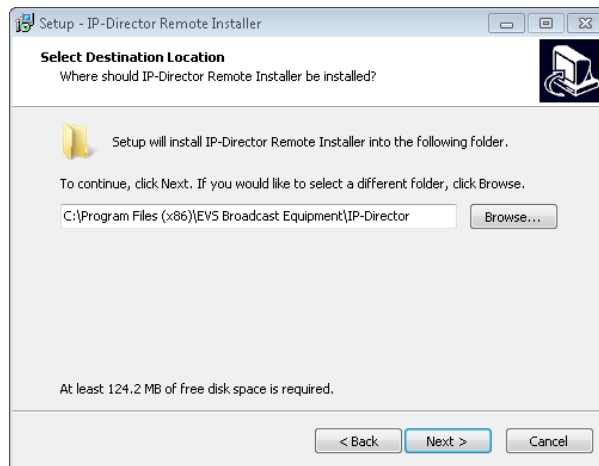 Setup - IP-Director Remote Installer
Select Destination Location
Where should IP-Director Remote Installer be installed?
Setup will install IP-Director Remote Installer into the following folder.
To continue, click Next. If you would like to select a different folder, click Browse.
C:\Program Files (x86)\EVS Broadcast Equipment\IP-Director
Browse...
At least 124.2 MB of free disk space is required.
< Back
Next >
Cancel